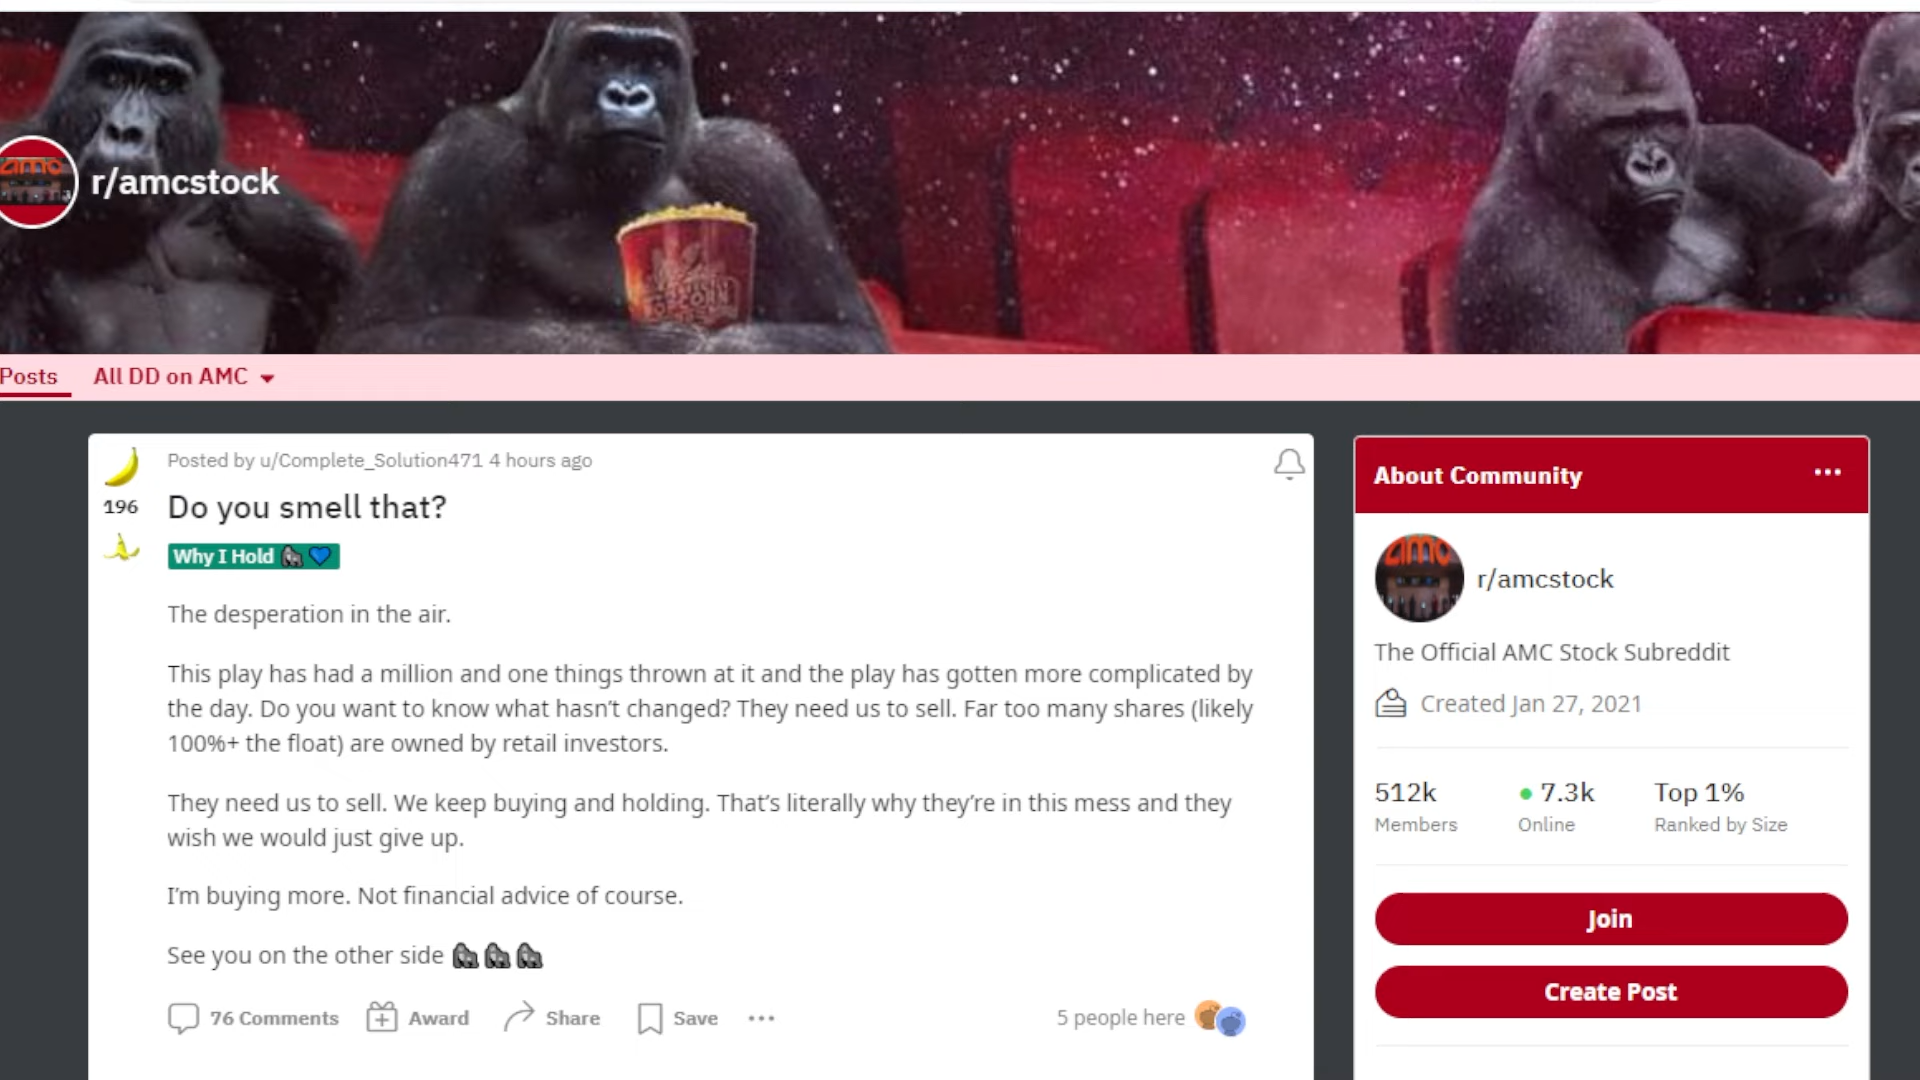 amc
r/amcstock
POPCORN
Posts
All DD on AMC
Posted by u/Complete_Solution471 4 hours ago
196
Do you smell that?
Why I Hold 🦍 💙
The desperation in the air.
This play has had a million and one things thrown at it and the play has gotten more complicated by
the day. Do you want to know what hasn't changed? They need us to sell. Far too many shares (likely
100%+ the float) are owned by retail investors.
They need us to sell. We keep buying and holding. That's literally why they're in this mess and they
wish we would just give up.
I'm buying more. Not financial advice of course.
See you on the other side 🦍🦍🦍
76 Comments
Award
Share
Save
5 people here
About Community
amc
r/amcstock
The Official AMC Stock Subreddit
Created Jan 27, 2021
512k
7.3k
Top 1%
Members
Online
Ranked by Size
Join
Create Post